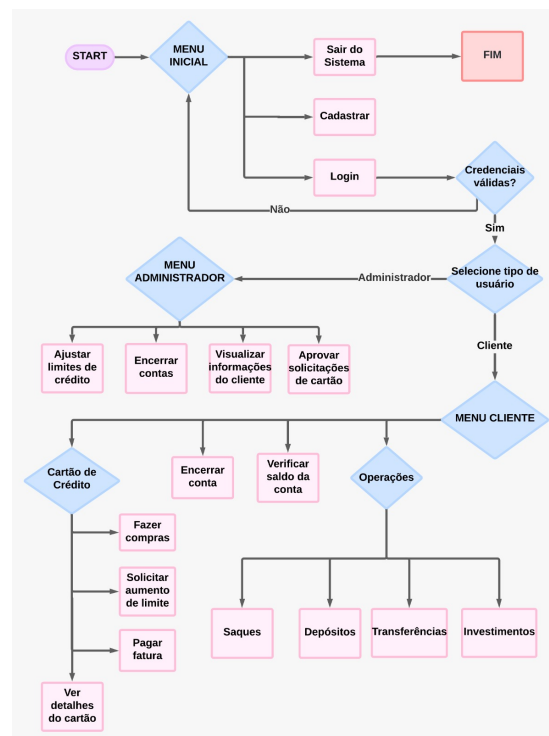 START
MENU
INICIAL
Sair do
Sistema
FIM
Cadastrar
Login
Credenciais
válidas?
Não
Sim
Selecione tipo de
usuário
Administrador
MENU
ADMINISTRADOR
Ajustar
limites de
crédito
Encerrar
contas
Visualizar
informações
do cliente
Aprovar
solicitações
de cartão
Cliente
MENU CLIENTE
Cartão de
Crédito
Encerrar
conta
Verificar
saldo da
conta
Operações
Fazer
compras
Solicitar
aumento
de limite
Pagar
fatura
Ver
detalhes
do cartão
Saques
Depósitos
Transferências
Investimentos